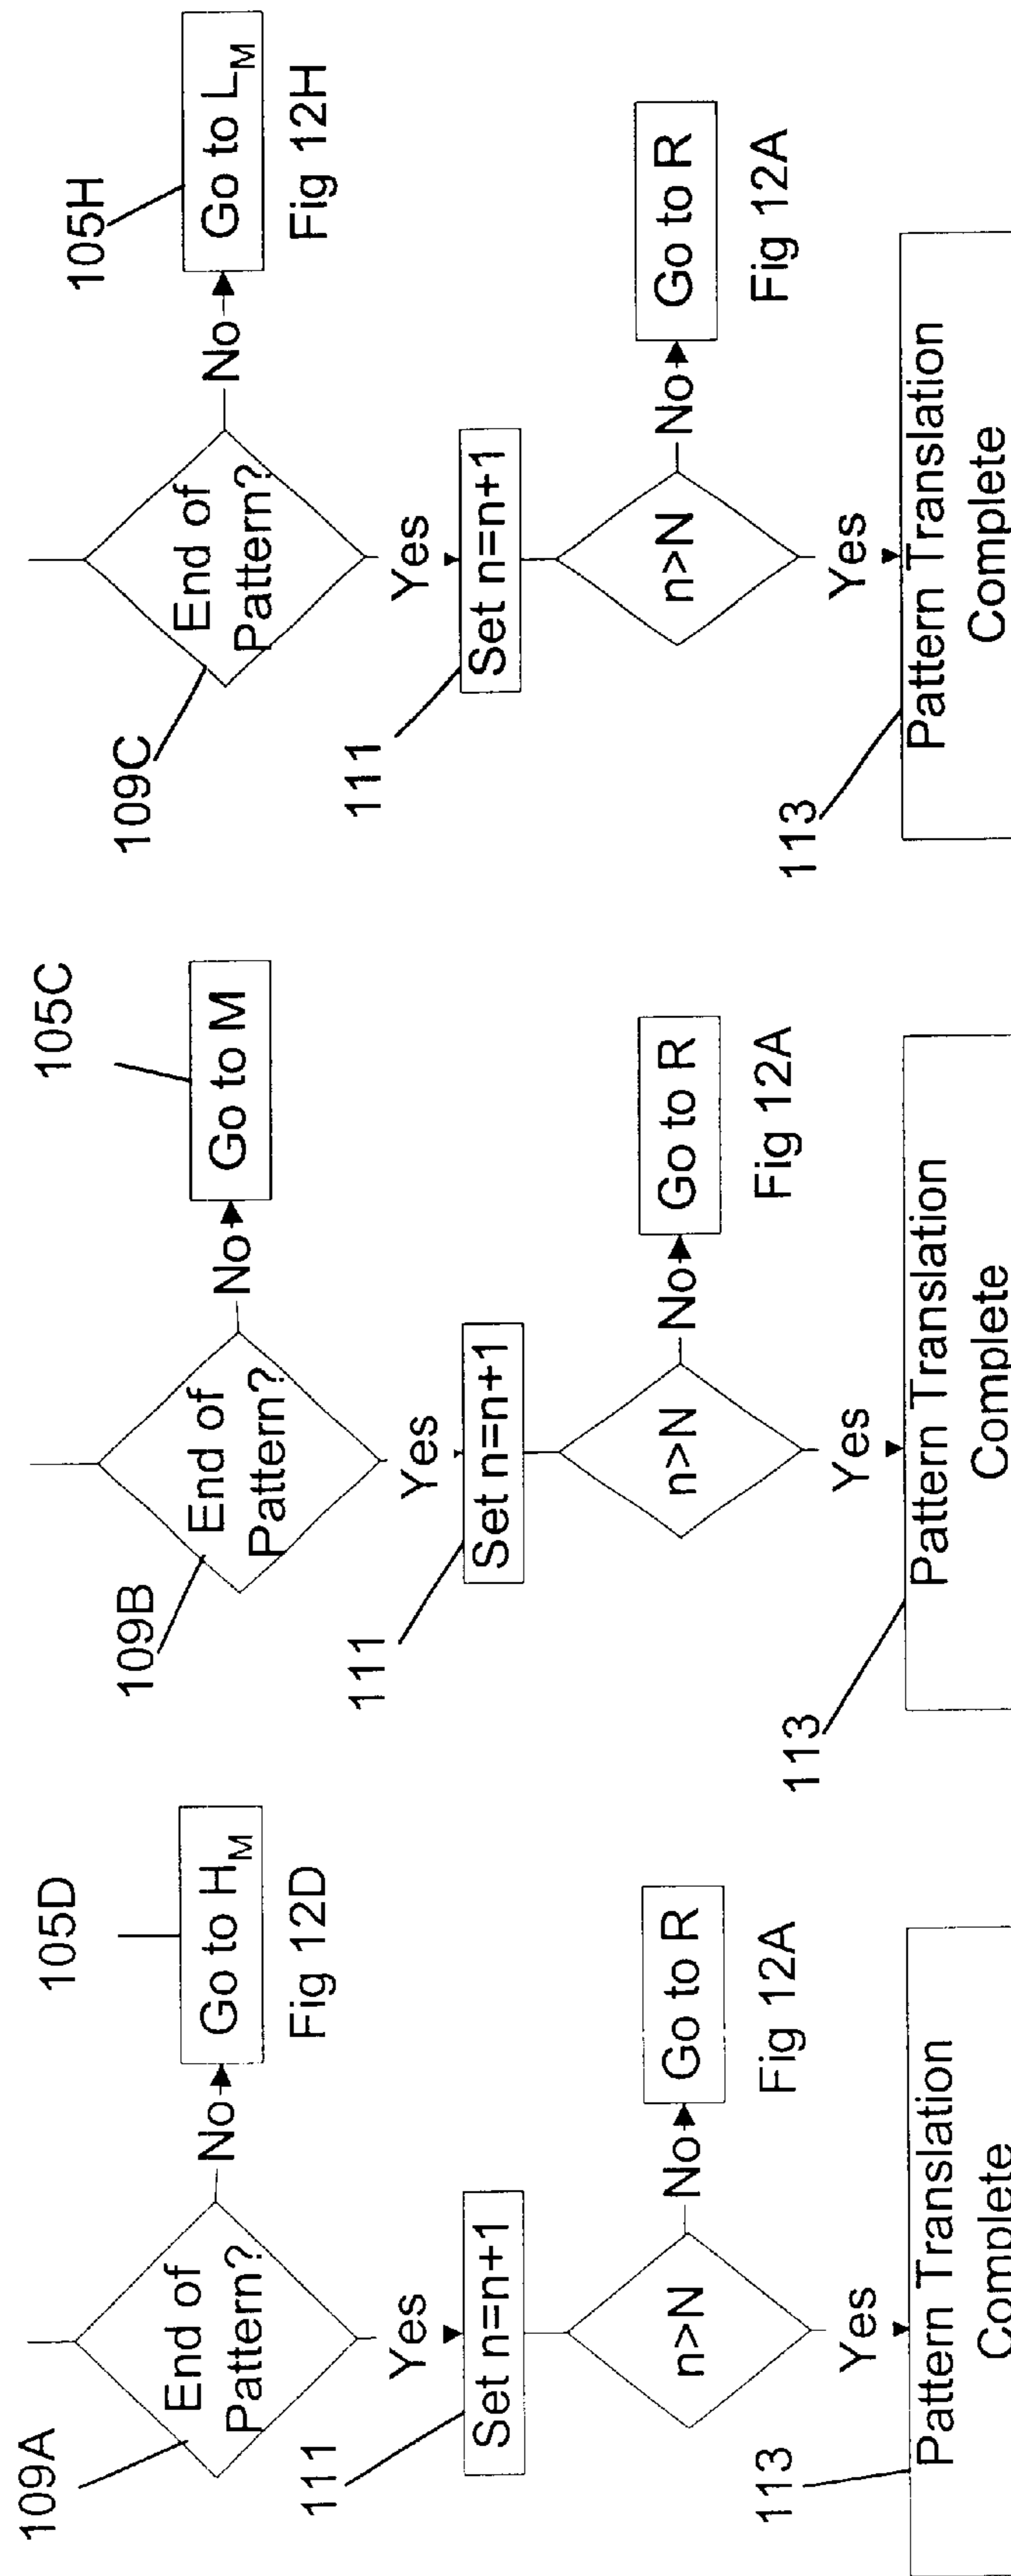 109A
End of
Pattern?
No
105D
Go to H_M
Fig 12D
Yes
111
Set n=n+1
n>N
No
Go to R
Fig 12A
Yes
113
Pattern Translation
Complete
109B
End of
Pattern?
No
105C
Go to M
Yes
111
Set n=n+1
n>N
No
Go to R
Fig 12A
Yes
113
Pattern Translation
Complete
109C
End of
Pattern?
No
105H
Go to L_M
Fig 12H
Yes
111
Set n=n+1
n>N
No
Go to R
Fig 12A
Yes
113
Pattern Translation
Complete